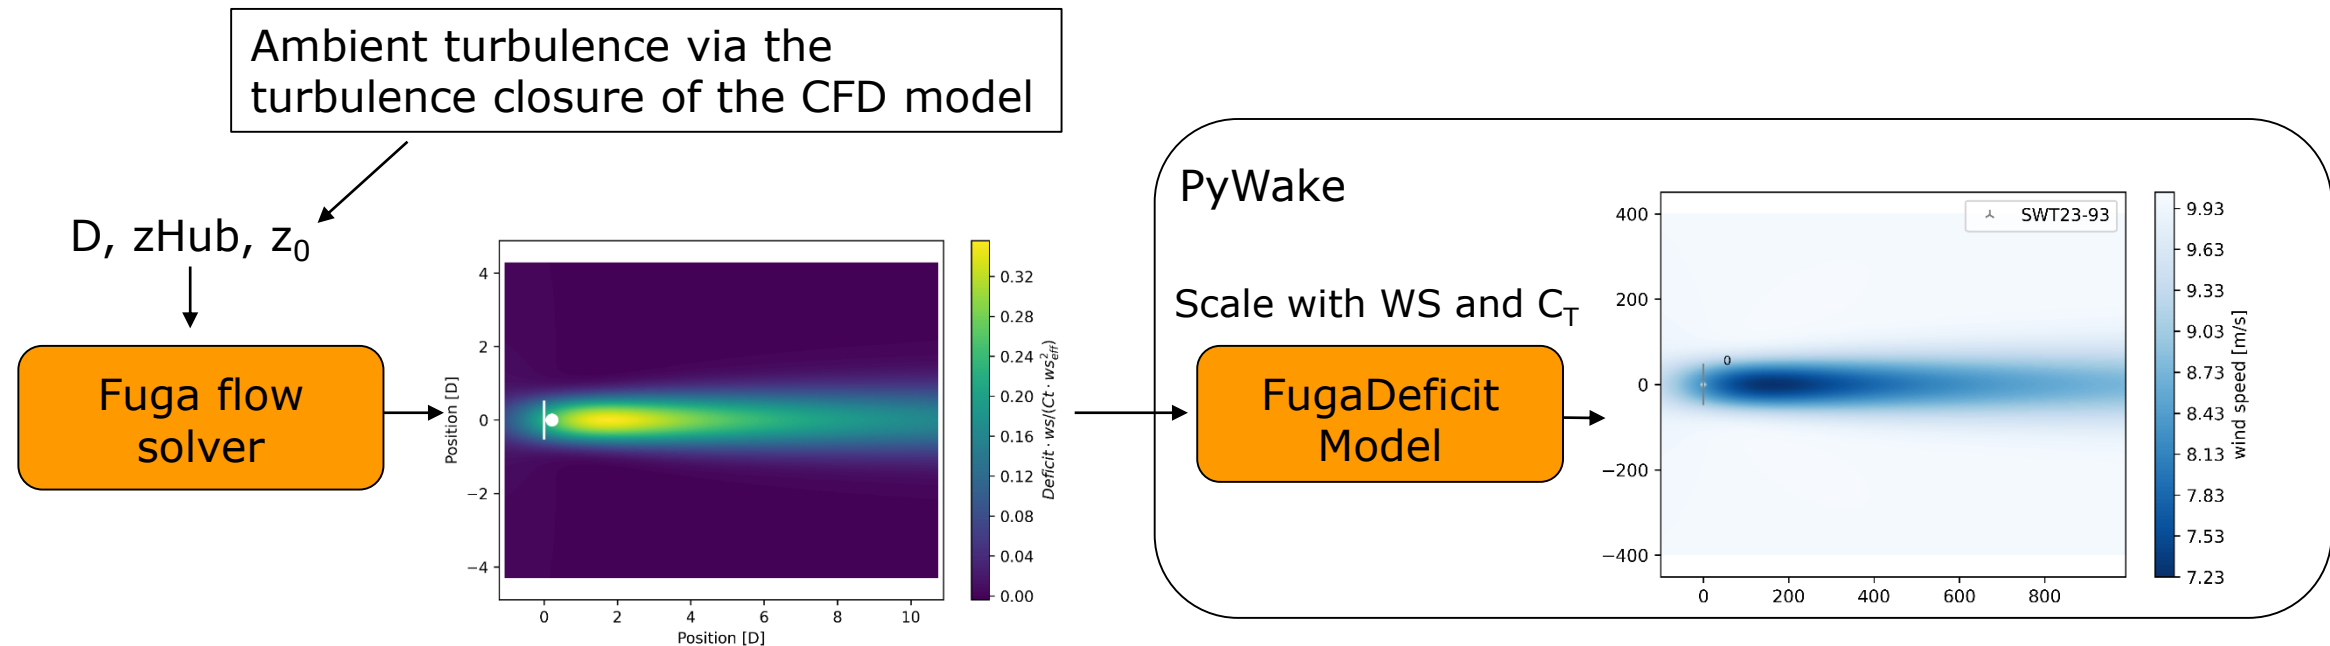 Ambient turbulence via the
turbulence closure of the CFD model
D, zHub, z₀
Fuga flow
solver
4
2
0
−2
−4
Position [D]
0 2 4 6 8 10
Position [D]
0.32
0.28
0.24
0.20
0.16
0.12
0.08
0.04
0.00
Deficit · ws/(Ct · ws²eff)
PyWake
Scale with WS and C_T
FugaDeficit
Model
SWT23-93
0
400
200
0
−200
−400
0 200 400 600 800
9.93
9.63
9.33
9.03
8.73
8.43
8.13
7.83
7.53
7.23
wind speed [m/s]